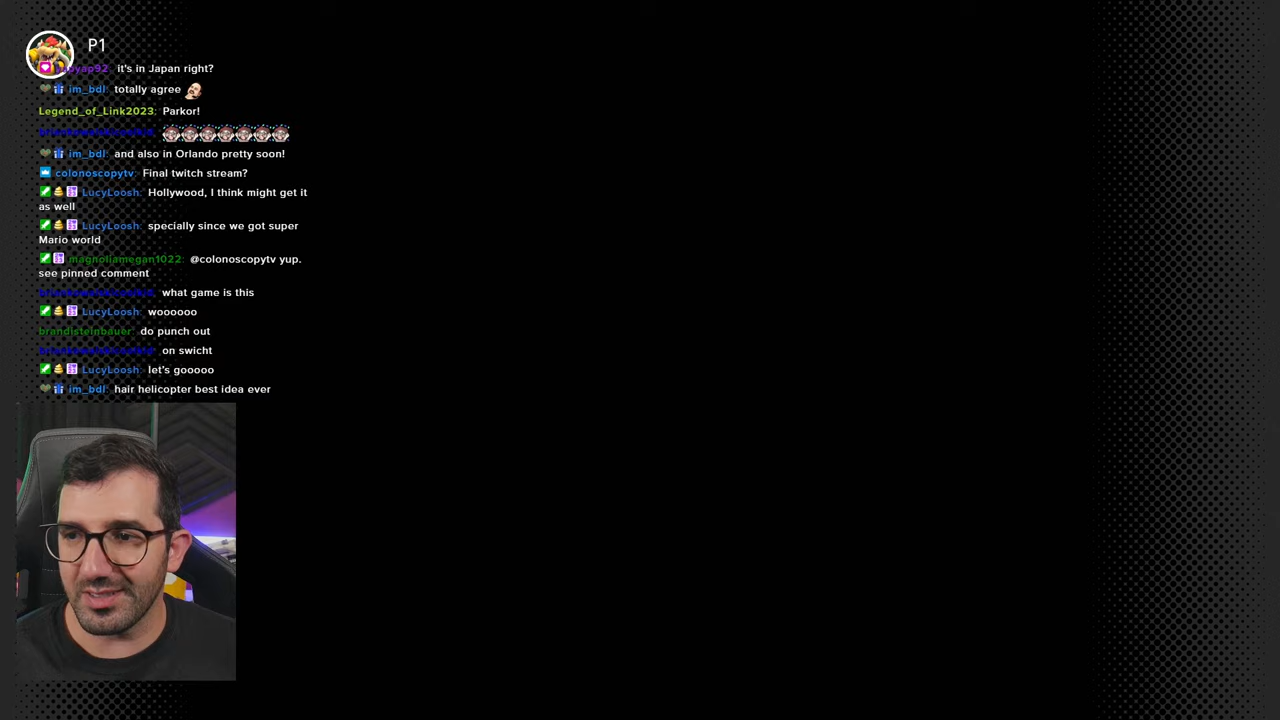 P1
it's in Japan right?
im_bdl: totally agree
Legend_of_Link2023: Parkor!
im_bdl: and also in Orlando pretty soon!
colonoscopytv: Final twitch stream?
LucyLoosh: Hollywood, I think might get it
as well
LucyLoosh: specially since we got super
Mario world
magnoliamegan1022: @colonoscopytv yup.
see pinned comment
what game is this
LucyLoosh: woooooo
brandisteinbauer: do punch out
on swicht
LucyLoosh: let's gooooo
im_bdl: hair helicopter best idea ever